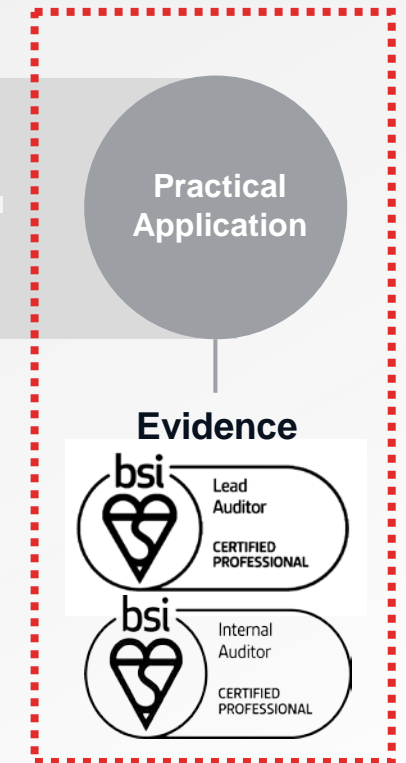 Practical
Application
Evidence
bsi
Lead
Auditor
CERTIFIED
PROFESSIONAL
bsi
Internal
Auditor
CERTIFIED
PROFESSIONAL